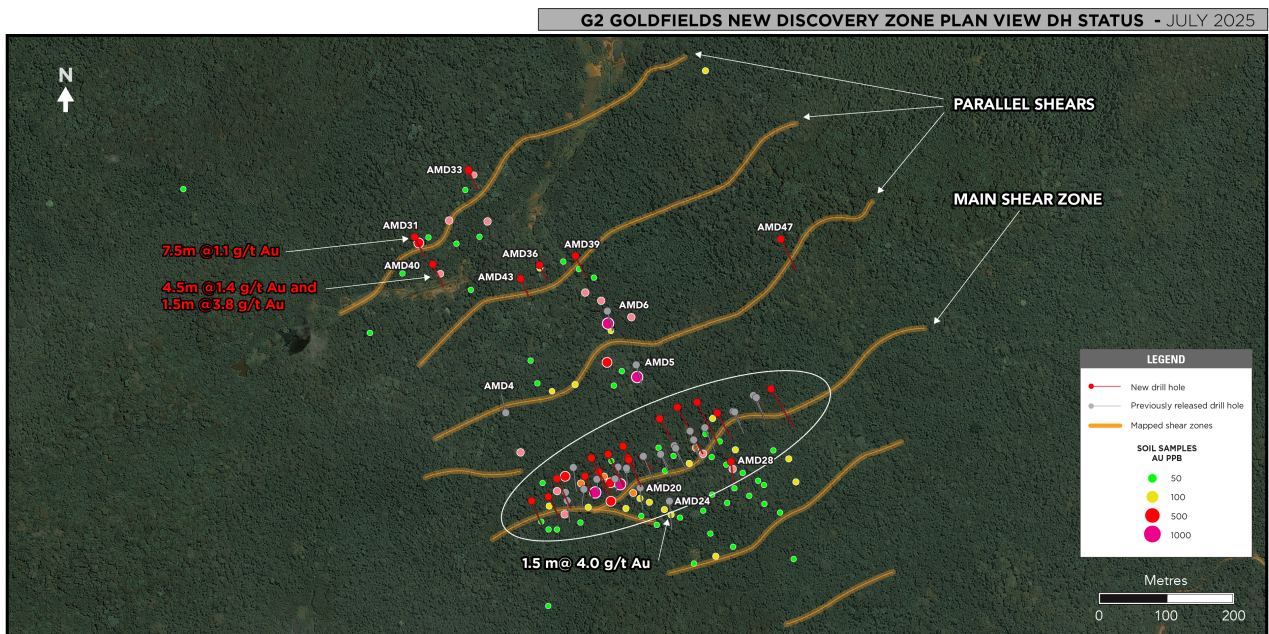 G2 GOLDFIELDS NEW DISCOVERY ZONE PLAN VIEW DH STATUS - JULY 2025
N
PARALLEL SHEARS
MAIN SHEAR ZONE
AMD33
AMD31
7.5m @1.1 g/t Au
AMD40
4.5m @1.4 g/t Au and
1.5m @3.8 g/t Au
AMD36
AMD39
AMD43
AMD47
AMD6
AMD5
AMD4
AMD28
AMD20
AMD24
1.5 m@ 4.0 g/t Au
LEGEND
New drill hole
Previously released drill hole
Mapped shear zones
SOIL SAMPLES
AU PPB
50
100
500
1000
Metres
0 100 200